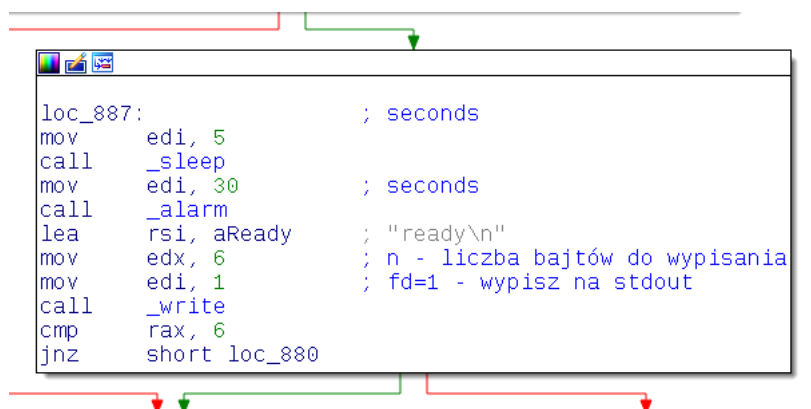 loc_887: ; seconds
mov edi, 5
call _sleep
mov edi, 30 ; seconds
call _alarm
lea rsi, aReady ; "ready\n"
mov edx, 6 ; n - liczba bajtów do wypisania
mov edi, 1 ; fd=1 - wypisz na stdout
call _write
cmp rax, 6
jnz short loc_880